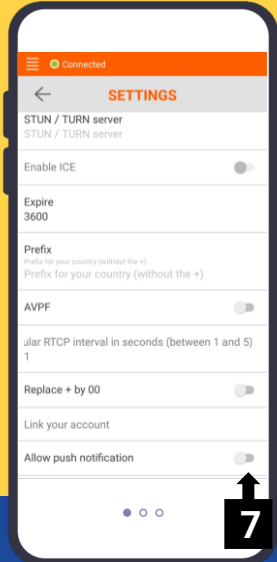 Connected
SETTINGS
STUN / TURN server
STUN / TURN server
Enable ICE
Expire
3600
Prefix
Prefix for your country (without the +)
Prefix for your country (without the +)
AVPF
ular RTCP interval in seconds (between 1 and 5)
1
Replace + by 00
Link your account
Allow push notification
7